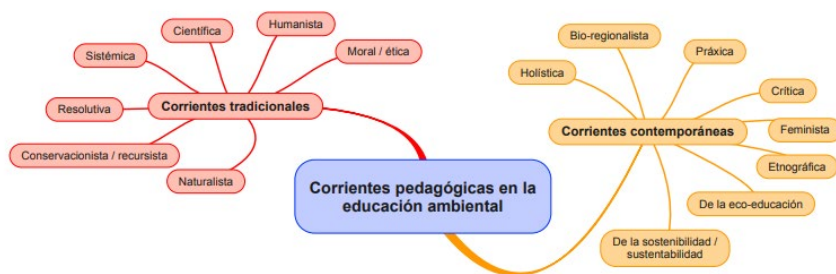 Humanista
Científica
Moral / ética
Sistémica
Resolutiva
Corrientes tradicionales
Conservacionista / recursista
Naturalista
Corrientes pedagógicas en la
educación ambiental
Bio-regionalista
Práxica
Holística
Crítica
Corrientes contemporáneas
Feminista
Etnográfica
De la eco-educación
De la sostenibilidad /
sustentabilidad